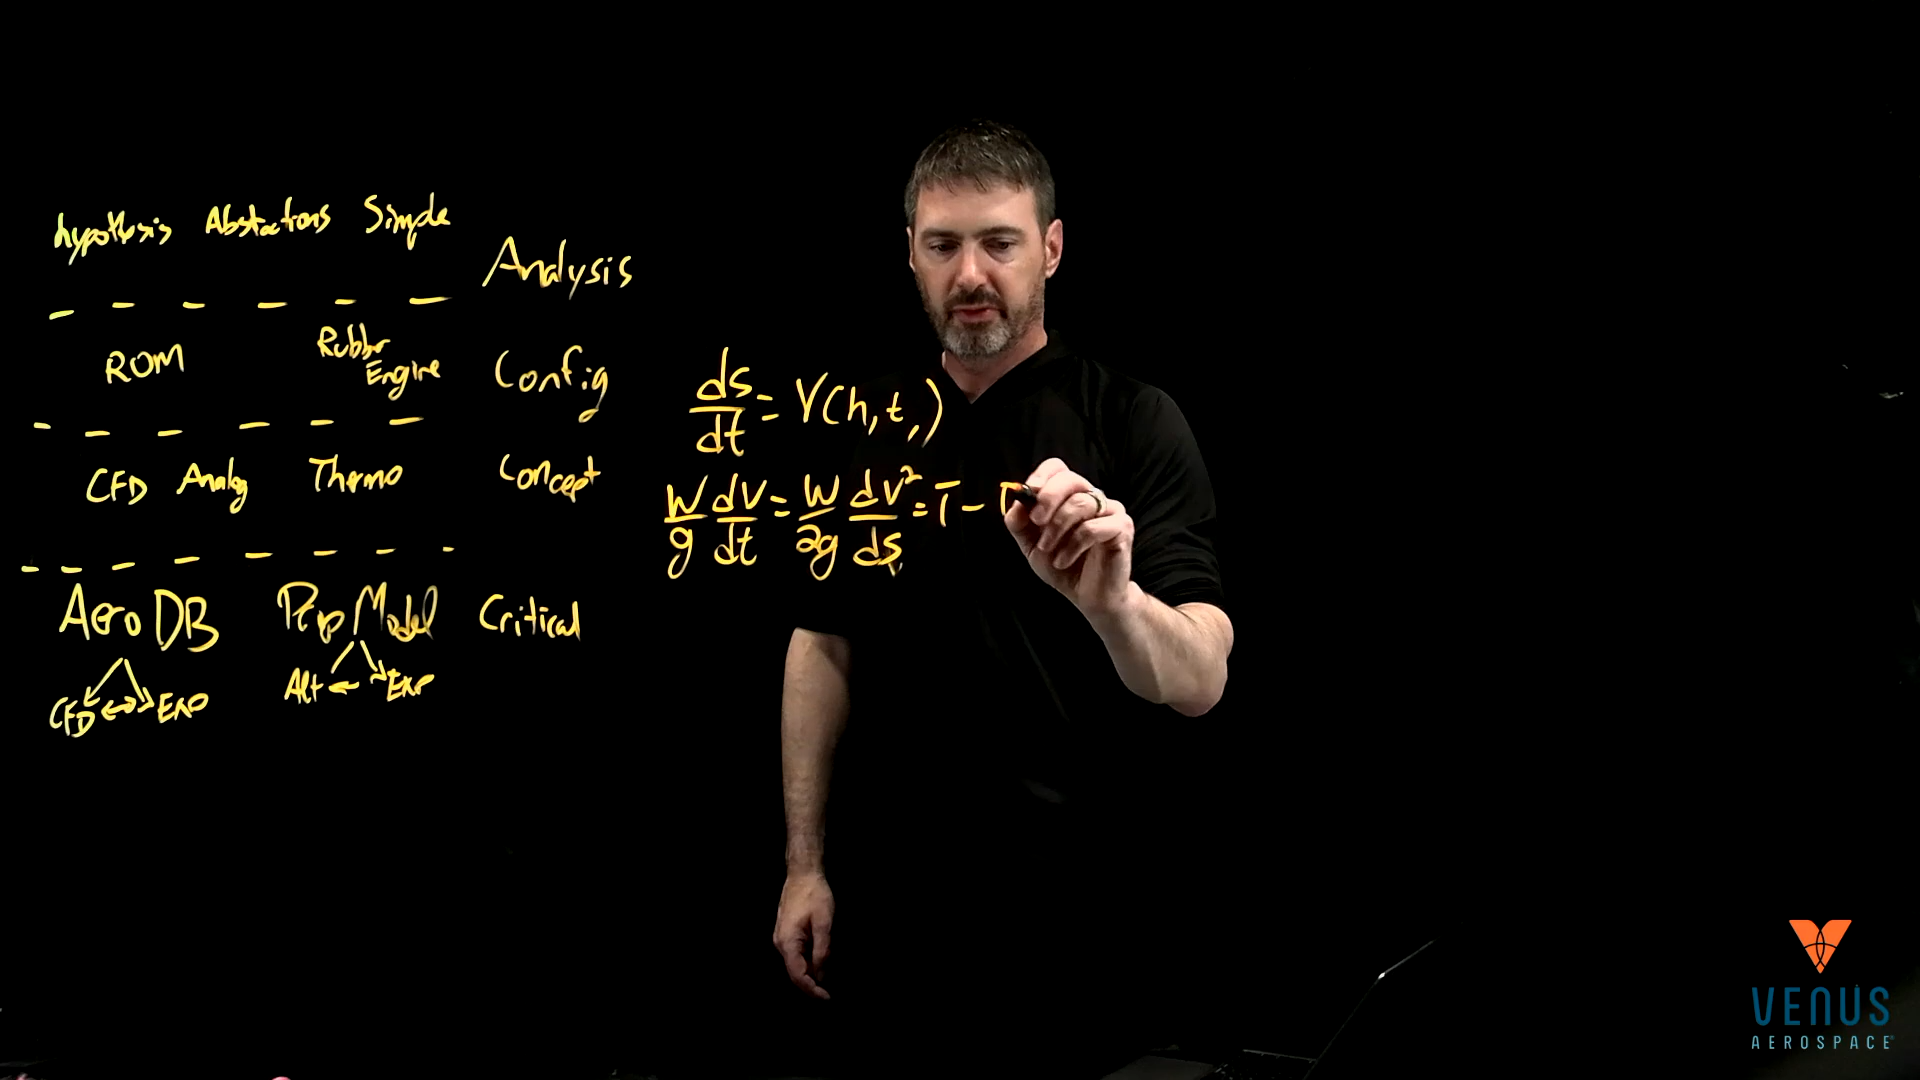 hypothesis Abstractions Simple
Analysis
ROM Rubber Engine
Config
CFD Analog Thermo
Concept
Aero DB Prop Model
Critical
CFD ↔ Exp
Alt Exp
ds/dt = V(h, t,)
W/g dV/dt = W/2g dV²/ds = T −
VENUS
AEROSPACE